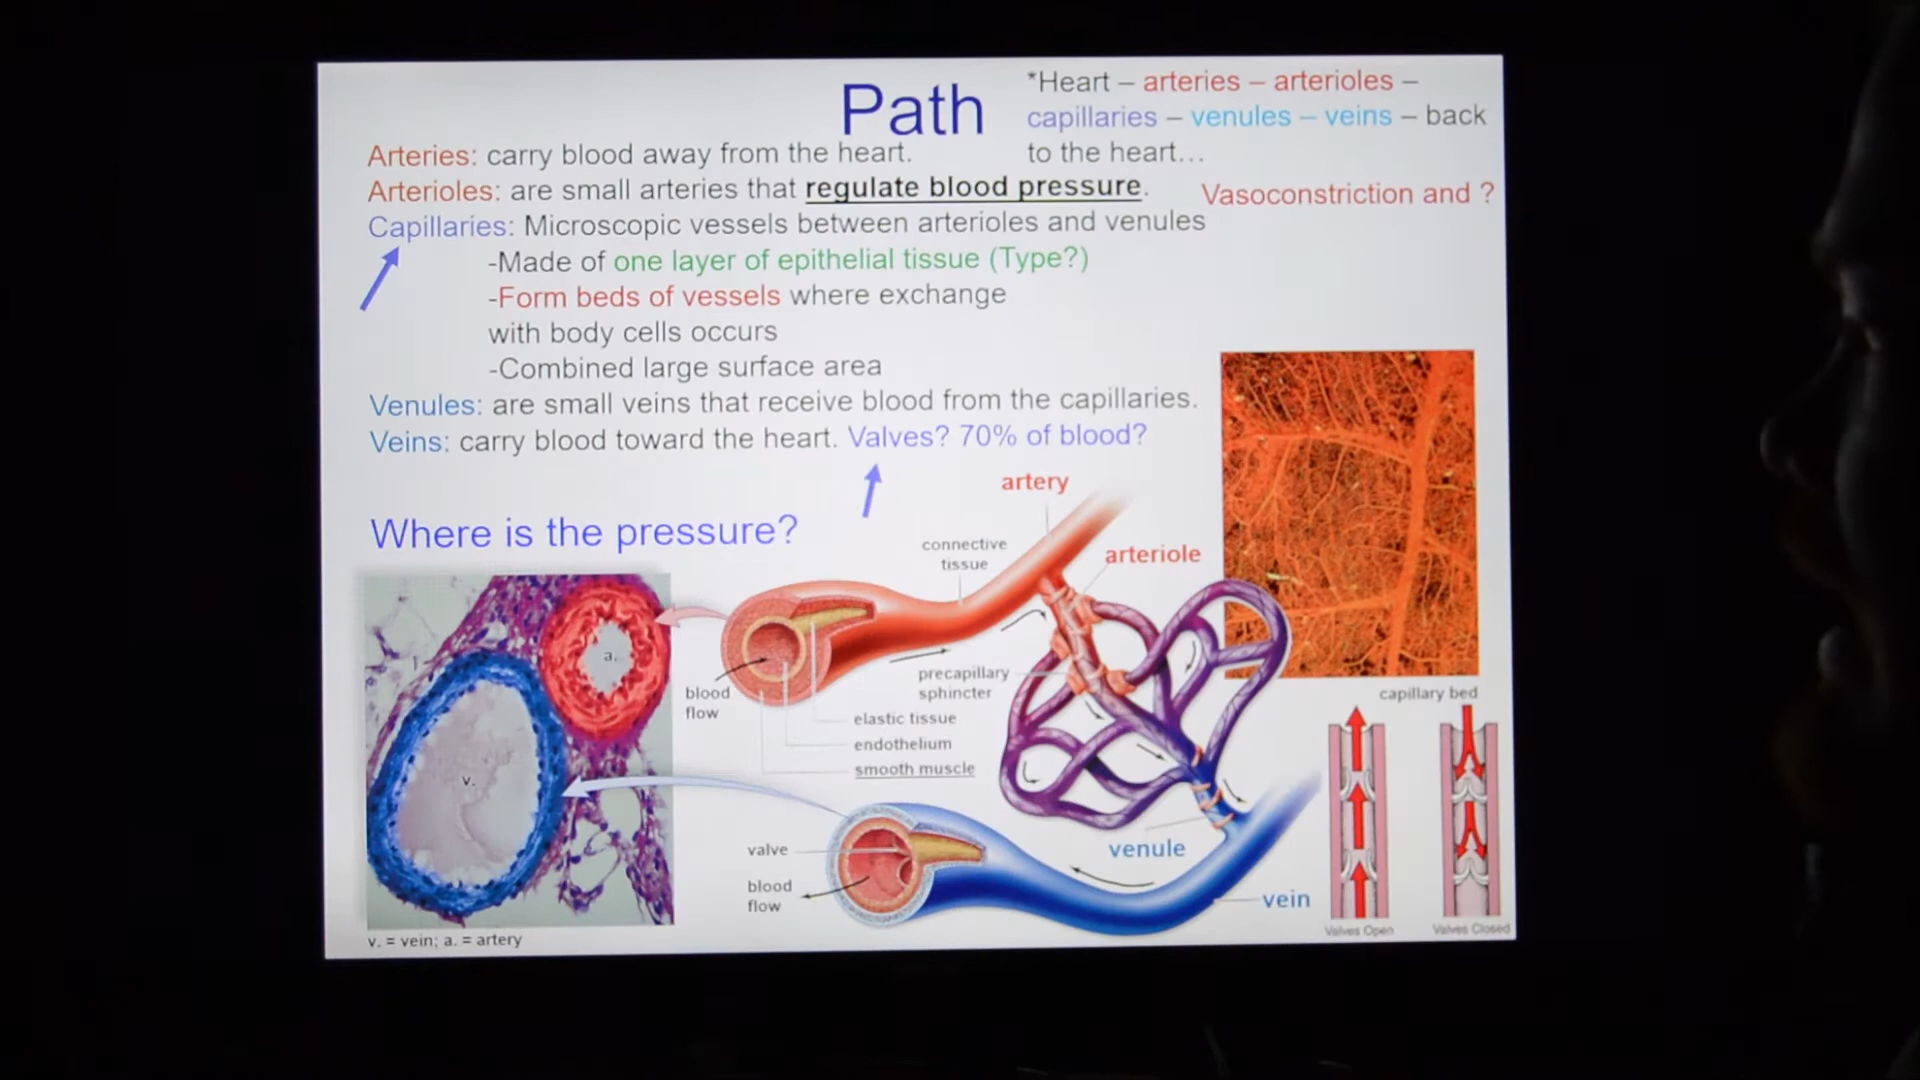 Path
*Heart – arteries – arterioles –
capillaries – venules – veins – back
to the heart...
Arteries: carry blood away from the heart.
Arterioles: are small arteries that regulate blood pressure.
Vasoconstriction and ?
Capillaries: Microscopic vessels between arterioles and venules
-Made of one layer of epithelial tissue (Type?)
-Form beds of vessels where exchange
with body cells occurs
-Combined large surface area
Venules: are small veins that receive blood from the capillaries.
Veins: carry blood toward the heart. Valves? 70% of blood?
Where is the pressure?
artery
connective
tissue
arteriole
a.
blood
flow
precapillary
sphincter
capillary bed
elastic tissue
endothelium
smooth muscle
v.
valve
blood
flow
venule
vein
Valves Open
Valves Closed
v. = vein; a. = artery